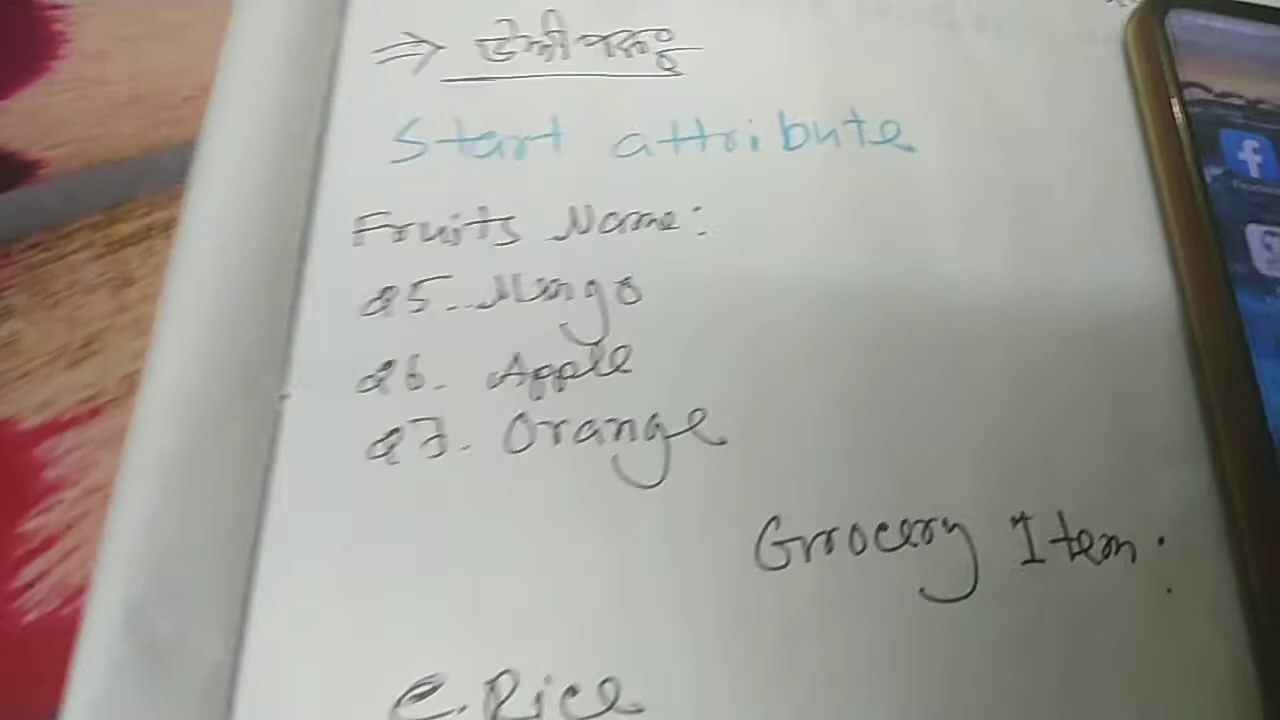 Start attribute
Fruits Name:
25. Mango
26. Apple
27. Orange
Grocery Item:
e. Rice